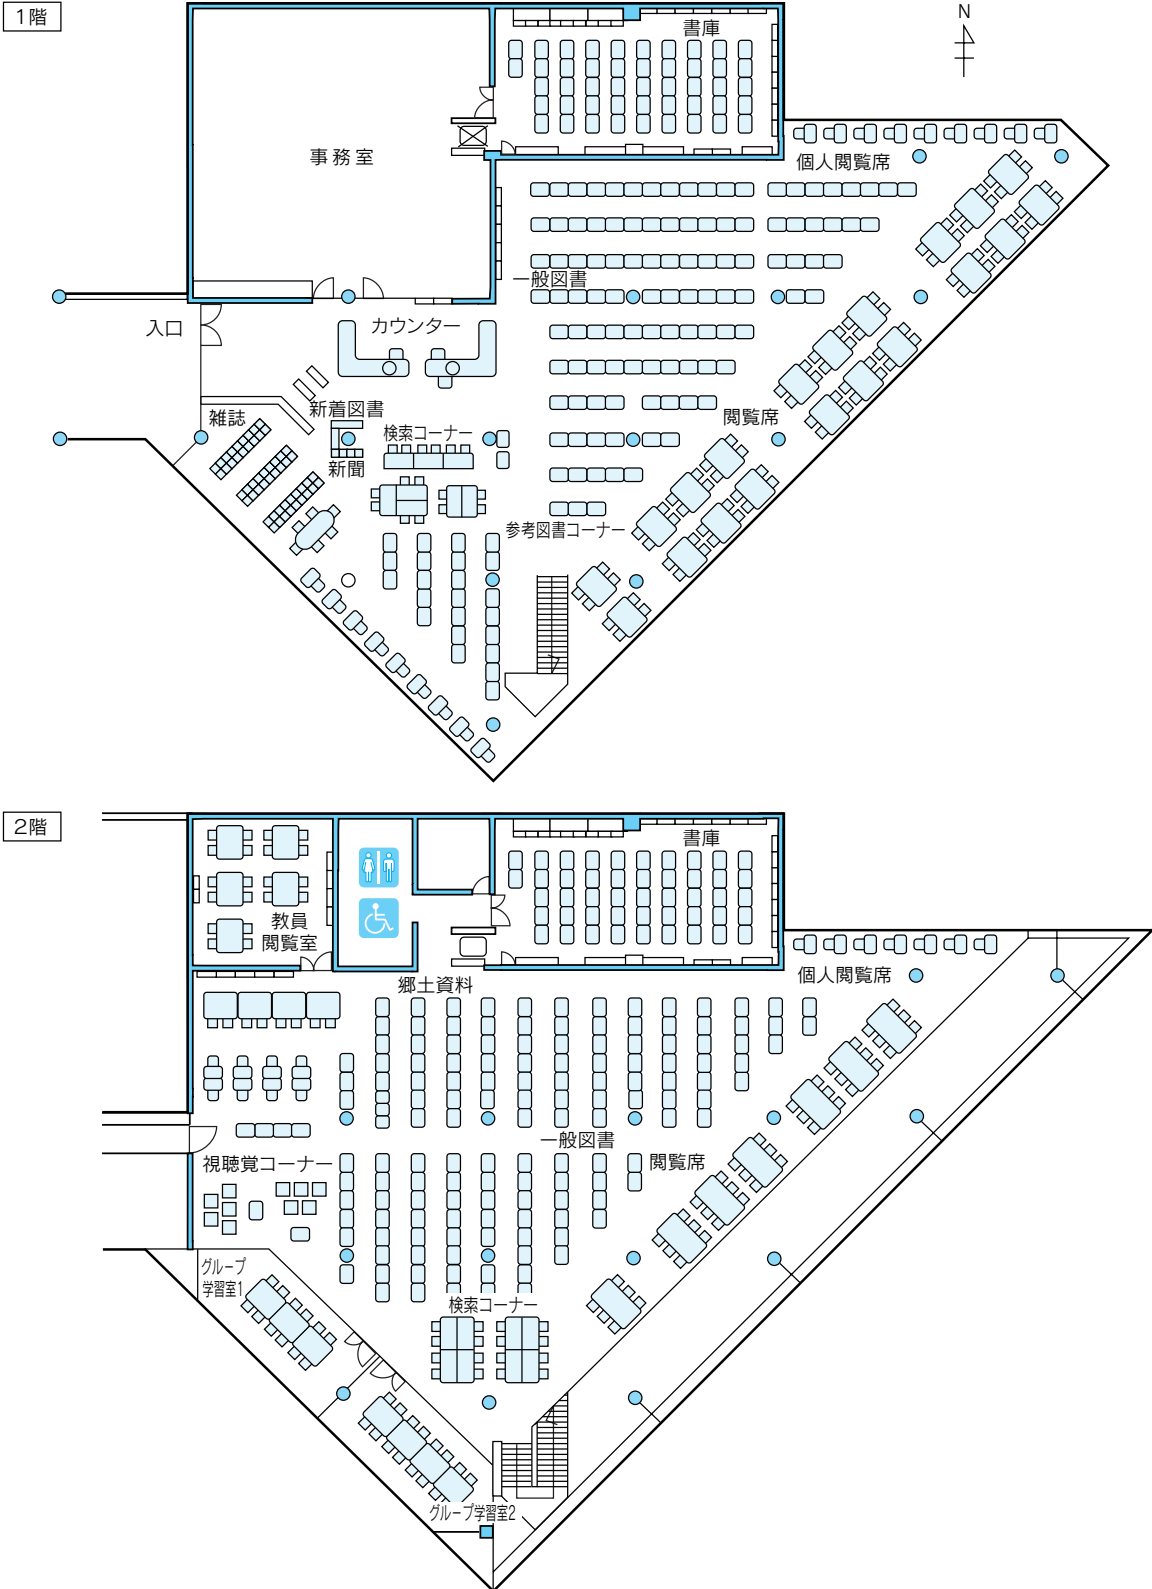 1階
N
書庫
事務室
個人閲覧席
一般図書
入口
カウンター
雑誌
新着図書
検索コーナー
閲覧席
新聞
参考図書コーナー
2階
書庫
教員
閲覧室
郷土資料
個人閲覧席
一般図書
視聴覚コーナー
閲覧席
グループ
学習室1
検索コーナー
グループ学習室2